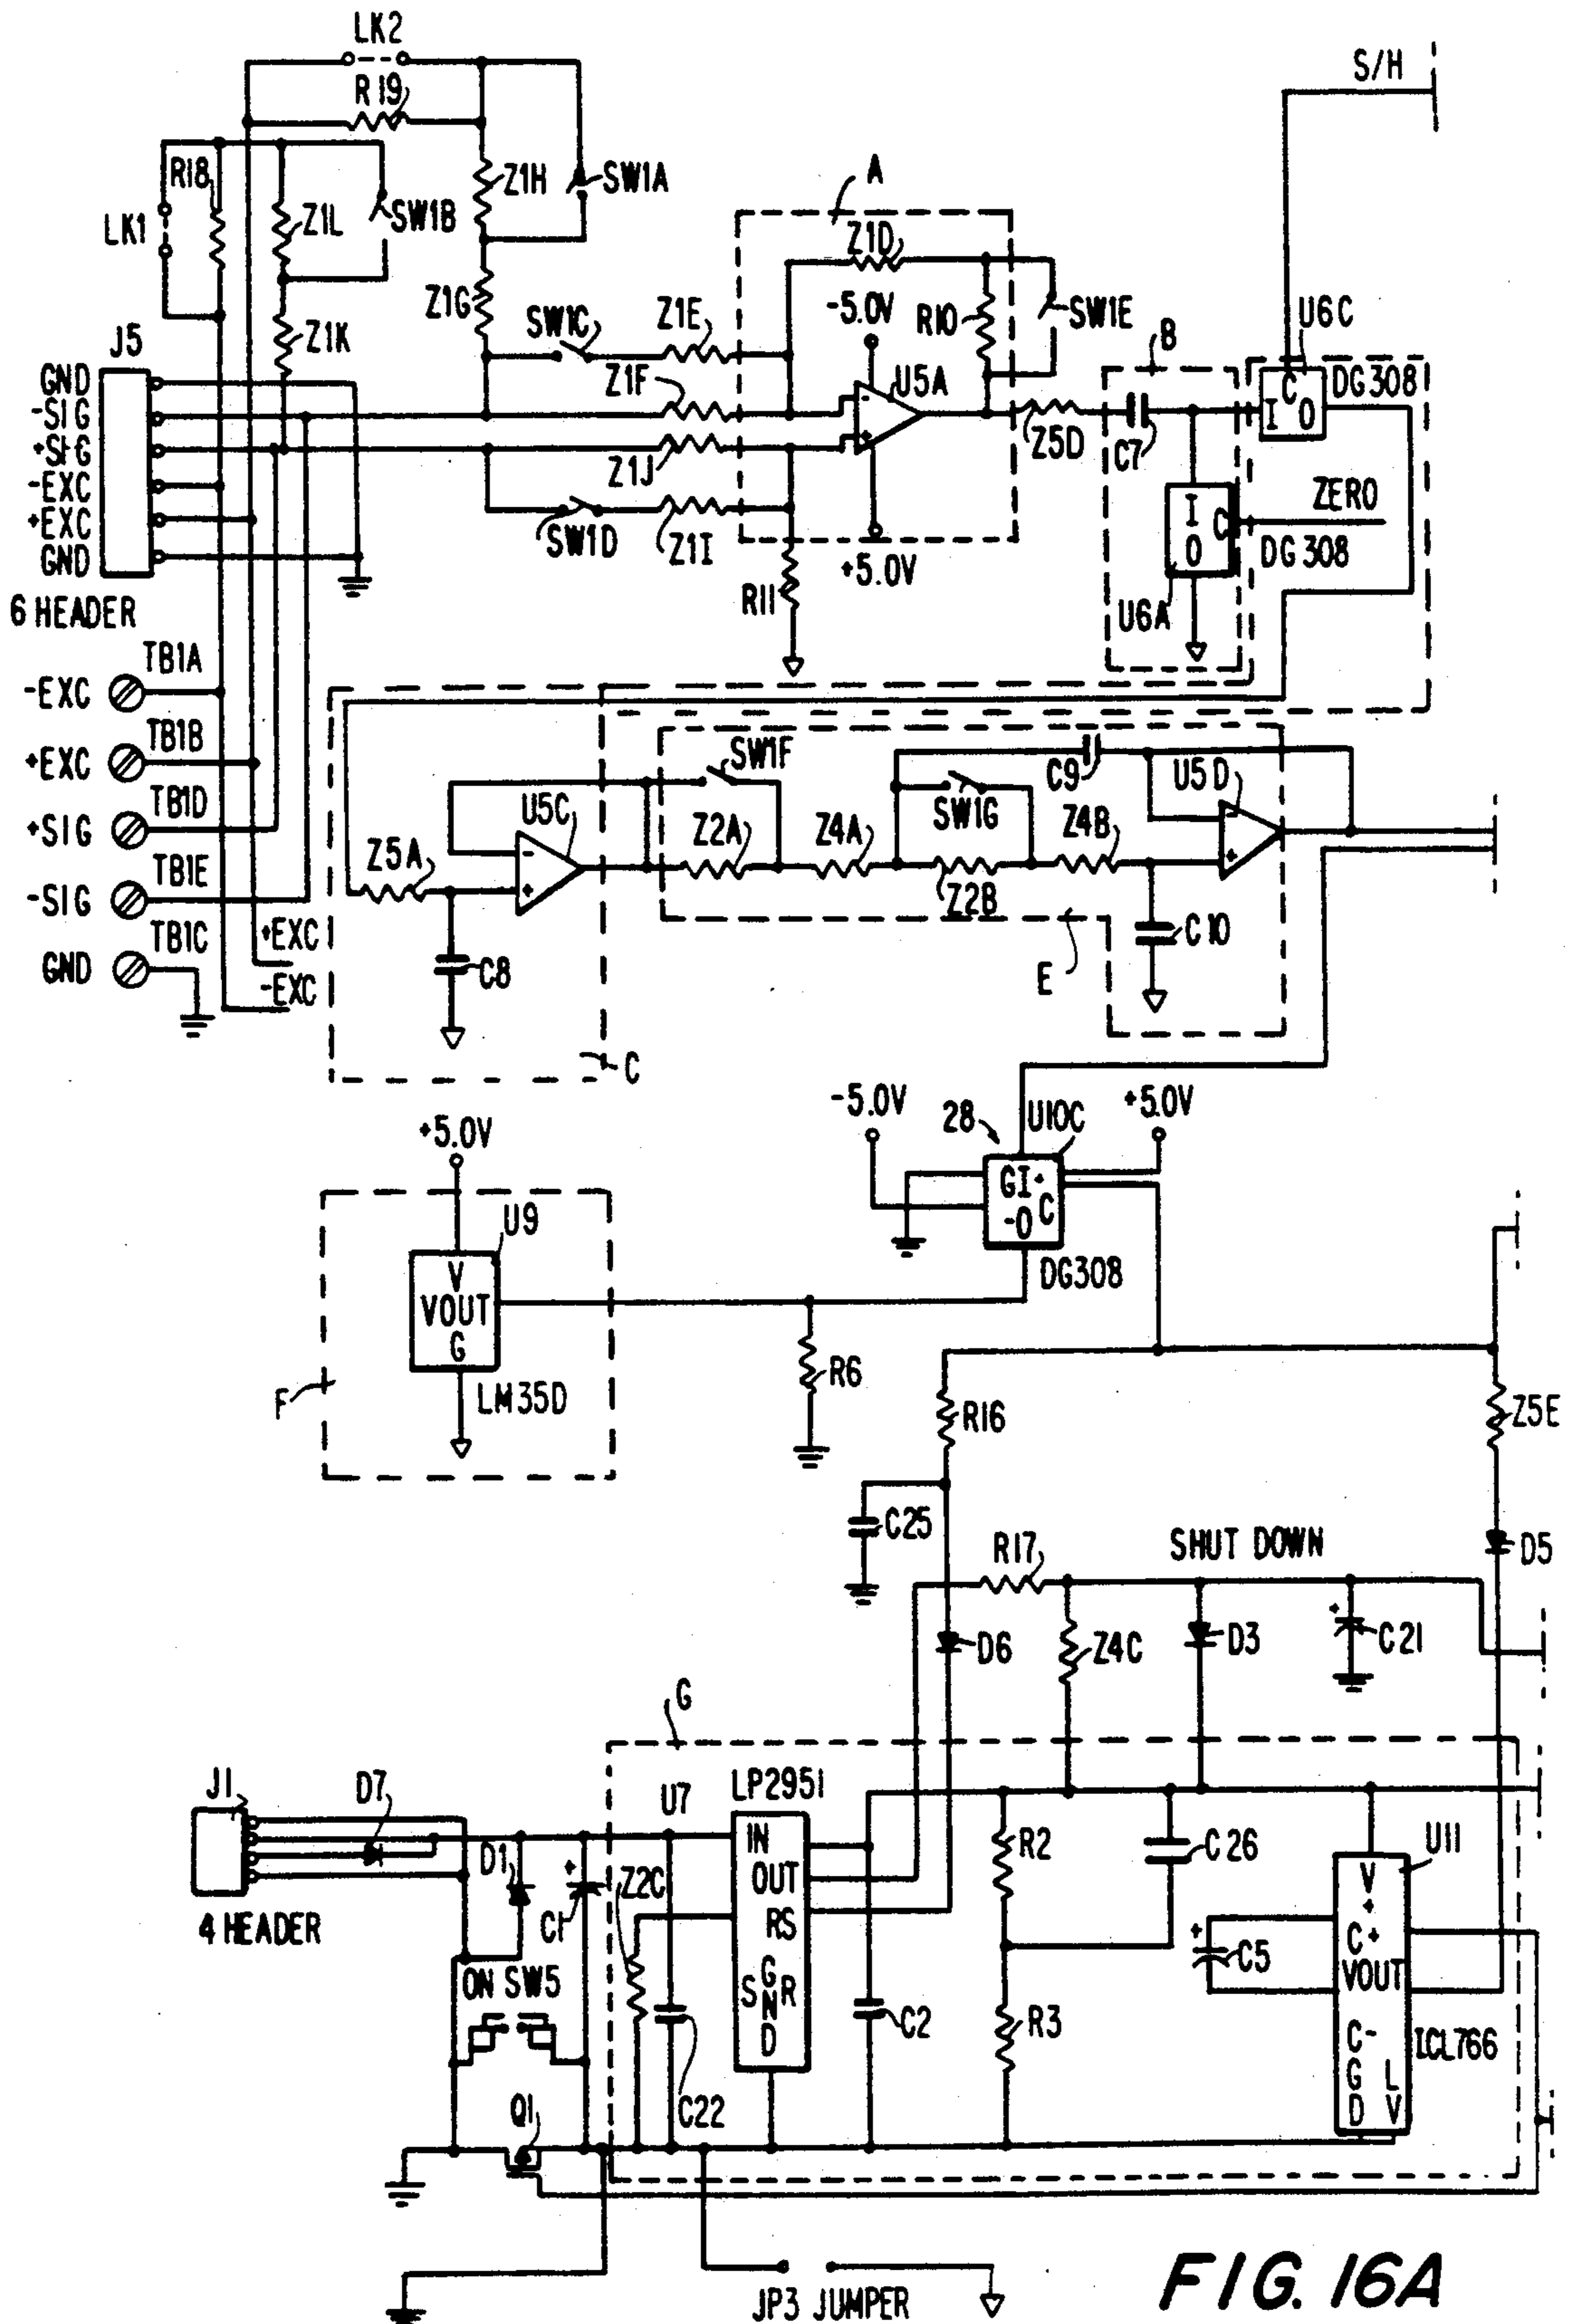 LK2
S/H
R19
R18
Z1H
SW1A
A
LK1
Z1L
SW1B
Z1D
U6C
Z1G
-5.0V
R10
SW1E
B
J5
Z1K
SW1C
Z1E
U5A
C
DG308
I
O
GND
-SIG
+SIG
-EXC
+EXC
GND
Z1F
-
+
Z1J
Z5D
C7
ZERO
I
C
O
DG308
SW1D
Z1I
+5.0V
R11
U6A
6 HEADER
-EXC
TB1A
+EXC
TB1B
+SIG
TB1D
-SIG
TB1E
GND
TB1C
+EXC
-EXC
SW1F
C9
U5D
U5C
Z2A
Z4A
SW1G
Z4B
-
+
Z5A
-
+
Z2B
C8
C10
E
C
-5.0V
28
U10C
+5.0V
+5.0V
GI+
-O C
DG308
U9
V
VOUT
G
LM35D
F
R6
R16
Z5E
C25
R17
SHUT DOWN
D5
D6
Z4C
D3
+
C21
G
J1
D7
U7
LP2951
IN
OUT
RS
GND
S R
D1
+
C1
Z2C
R2
C26
U11
4 HEADER
V
+
C+
VOUT
C-
G L
D V
+
C5
ICL766
ON SW5
C2
R3
Q1
C22
JP3 JUMPER
FIG. 16A